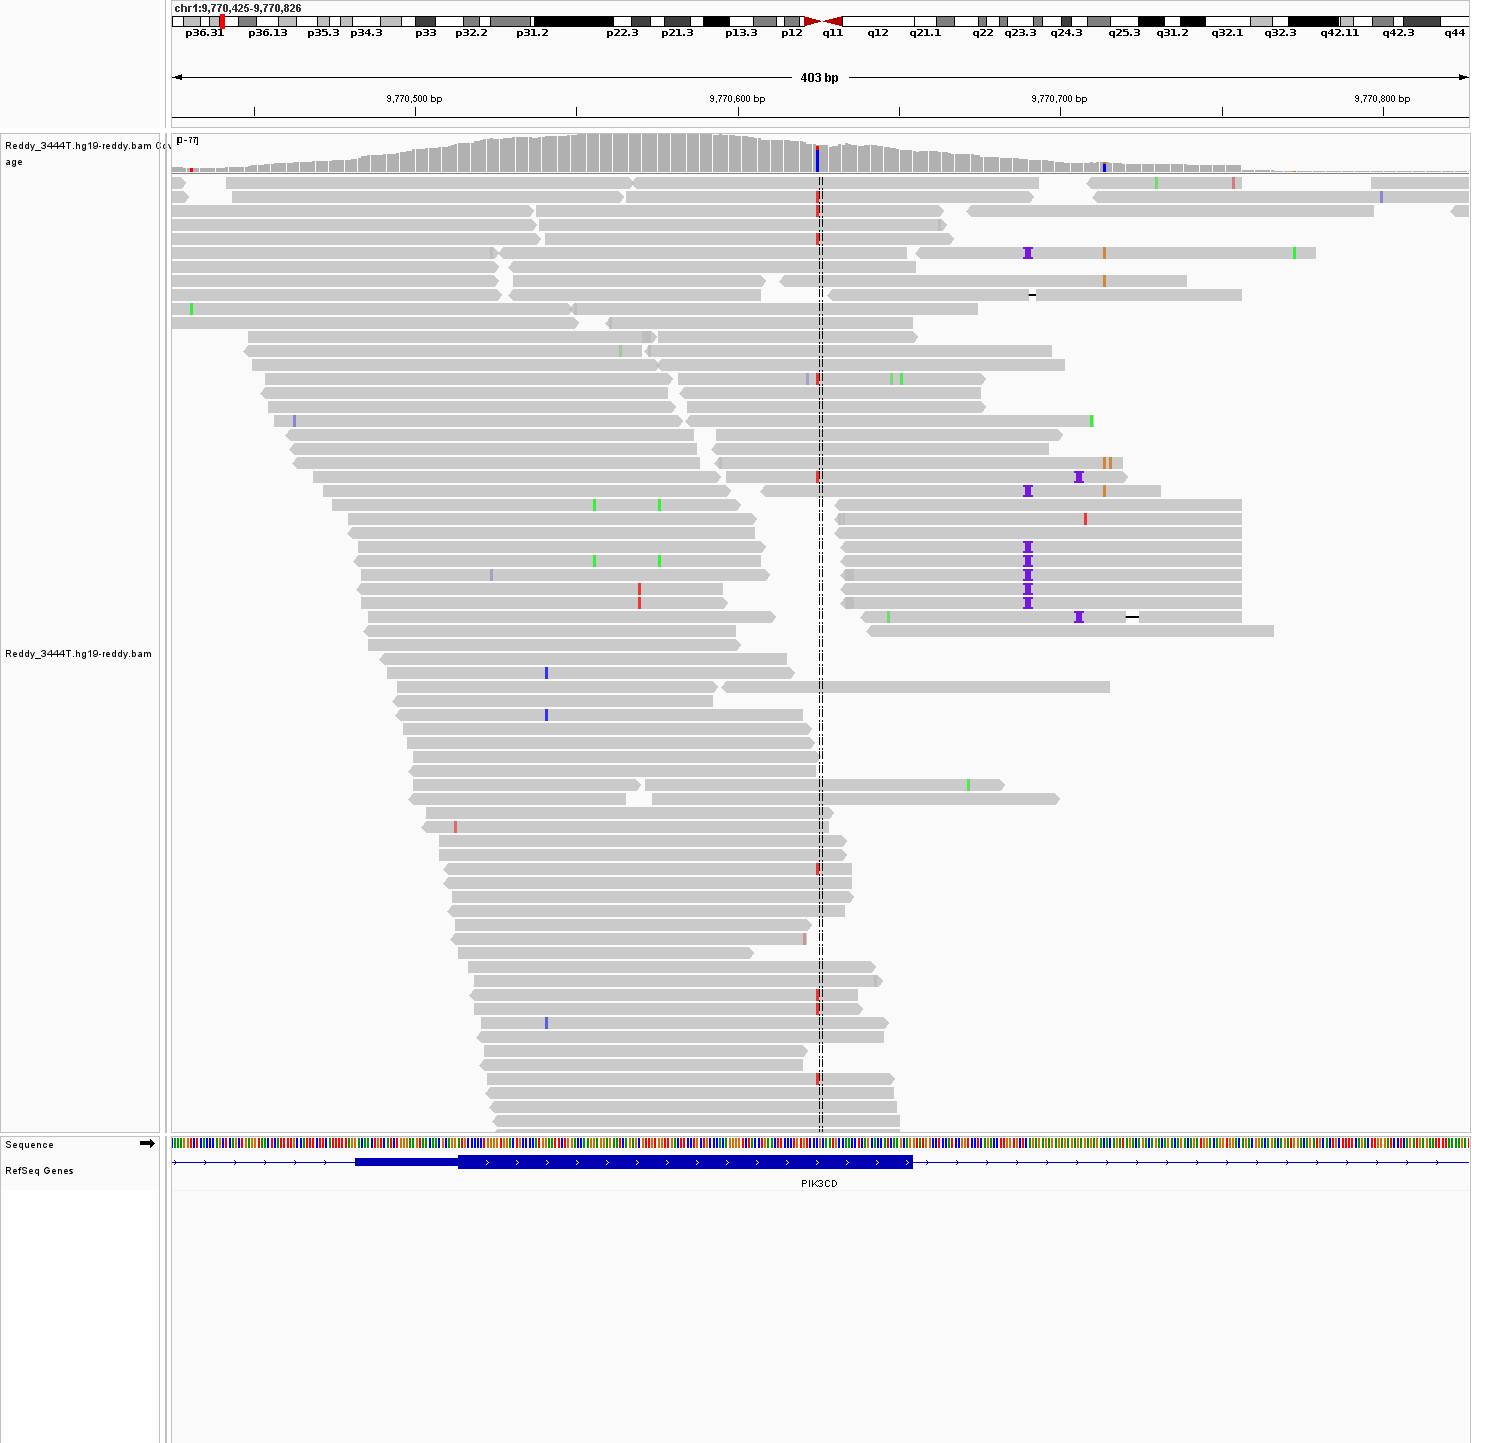 chr1:9,770,425-9,770,826
p36.31 p36.13 p35.3 p34.3 p33 p32.2 p31.2 p22.3 p21.3 p13.3 p12 q11 q12 q21.1 q22 q23.3 q24.3 q25.3 q31.2 q32.1 q32.3 q42.11 q42.3 q44
403 bp
9,770,500 bp 9,770,600 bp 9,770,700 bp 9,770,800 bp
[0-77]
Reddy_3444T.hg19-reddy.bam Cov
age
Reddy_3444T.hg19-reddy.bam
Sequence
RefSeq Genes
PIK3CD